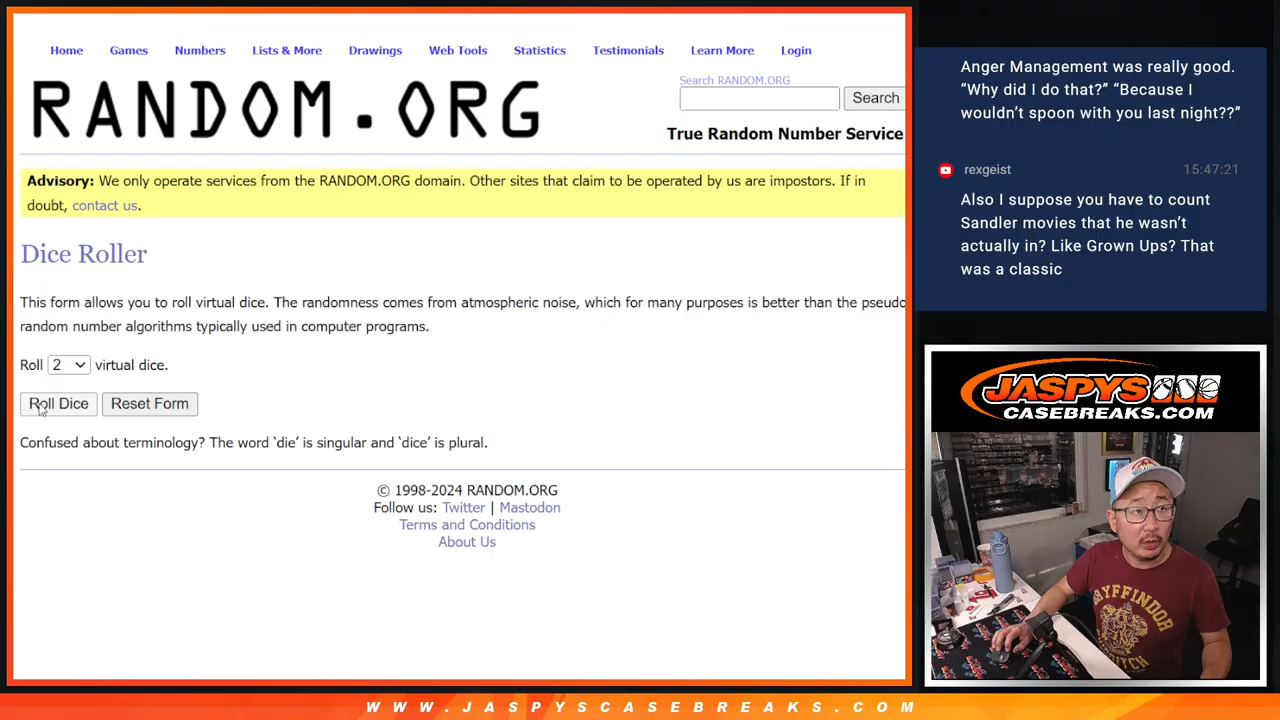 Home Games Numbers Lists & More Drawings Web Tools Statistics Testimonials Learn More Login
RANDOM.ORG
Search RANDOM.ORG
Search
True Random Number Service
Advisory: We only operate services from the RANDOM.ORG domain. Other sites that claim to be operated by us are impostors. If in
doubt, contact us.
Dice Roller
This form allows you to roll virtual dice. The randomness comes from atmospheric noise, which for many purposes is better than the pseudo
random number algorithms typically used in computer programs.
Roll 2 virtual dice.
Roll Dice Reset Form
Confused about terminology? The word ‘die’ is singular and ‘dice’ is plural.
© 1998-2024 RANDOM.ORG
Follow us: Twitter | Mastodon
Terms and Conditions
About Us
Anger Management was really good.
“Why did I do that?” “Because I
wouldn’t spoon with you last night??”
rexgeist 15:47:21
Also I suppose you have to count
Sandler movies that he wasn’t
actually in? Like Grown Ups? That
was a classic
JASPYS
CASEBREAKS.COM
GRYFFINDOR
WWW.JASPYSCASEBREAKS.COM